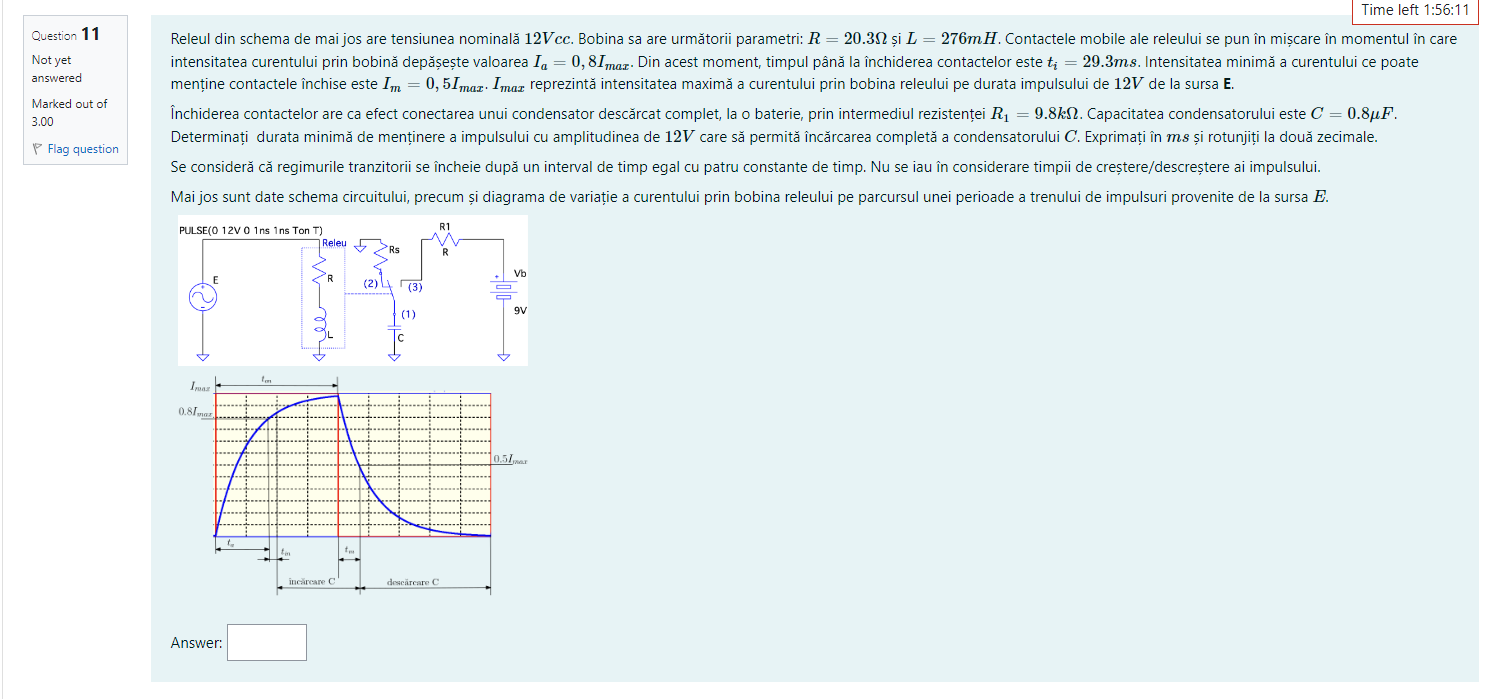 Time left 1:56:11
Question 11
Not yet
answered
Marked out of
3.00
Flag question
Releul din schema de mai jos are tensiunea nominală 12Vcc. Bobina sa are următorii parametri: R = 20.3Ω și L = 276mH. Contactele mobile ale releului se pun în mișcare în momentul în care
intensitatea curentului prin bobină depășește valoarea Ia = 0,8Imax. Din acest moment, timpul până la închiderea contactelor este ti = 29.3ms. Intensitatea minimă a curentului ce poate
menține contactele închise este Im = 0,5Imax. Imax reprezintă intensitatea maximă a curentului prin bobina releului pe durata impulsului de 12V de la sursa E.
Închiderea contactelor are ca efect conectarea unui condensator descărcat complet, la o baterie, prin intermediul rezistenței R1 = 9.8kΩ. Capacitatea condensatorului este C = 0.8μF.
Determinați durata minimă de menținere a impulsului cu amplitudinea de 12V care să permită încărcarea completă a condensatorului C. Exprimați în ms și rotunjiți la două zecimale.
Se consideră că regimurile tranzitorii se încheie după un interval de timp egal cu patru constante de timp. Nu se iau în considerare timpii de creștere/descreștere ai impulsului.
Mai jos sunt date schema circuitului, precum și diagrama de variație a curentului prin bobina releului pe parcursul unei perioade a trenului de impulsuri provenite de la sursa E.
PULSE(0 12V 0 1ns 1ns Ton T)
R1
Releu
Rs
R
E
R
(2)
(3)
Vb
(1)
9V
L
C
Imax
tm
0.8Imax
0.5Imax
tm
tm
încărcare C
descărcare C
Answer: